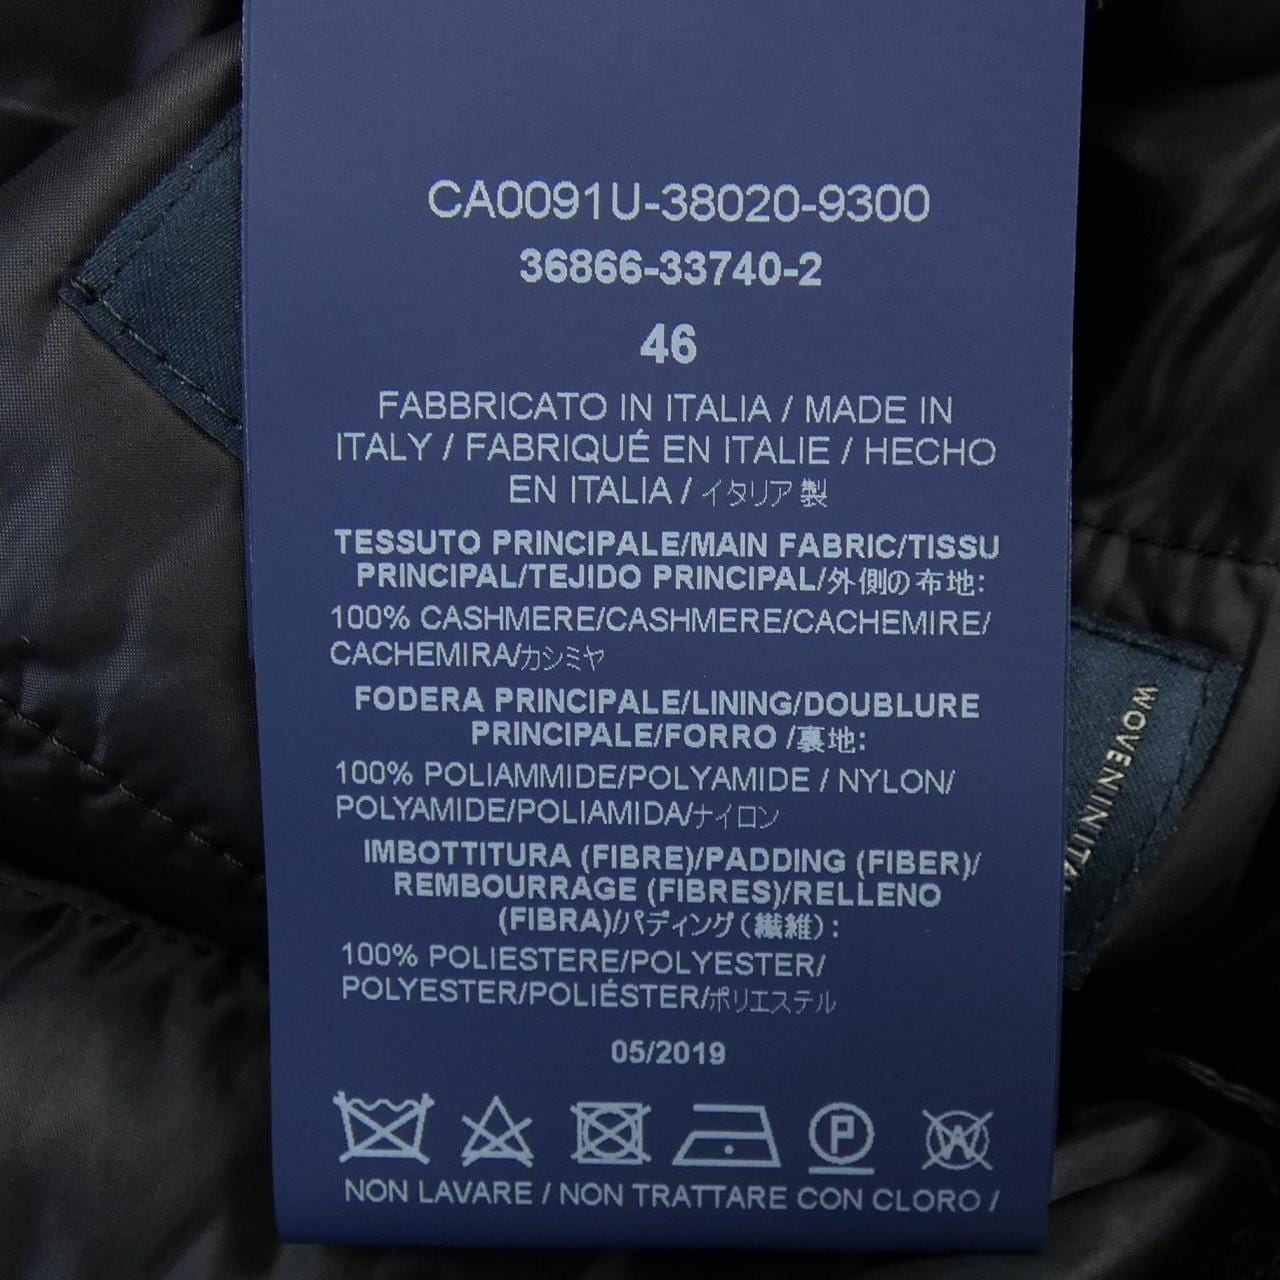 CA0091U-38020-9300
36866-33740-2
46
FABBRICATO IN ITALIA / MADE IN
ITALY / FABRIQUÉ EN ITALIE / HECHO
EN ITALIA / イタリア製
TESSUTO PRINCIPALE/MAIN FABRIC/TISSU
PRINCIPAL/TEJIDO PRINCIPAL/外側の布地:
100% CASHMERE/CASHMERE/CACHEMIRE/
CACHEMIRA/カシミヤ
FODERA PRINCIPALE/LINING/DOUBLURE
PRINCIPALE/FORRO /裏地:
100% POLIAMMIDE/POLYAMIDE / NYLON/
POLYAMIDE/POLIAMIDA/ナイロン
IMBOTTITURA (FIBRE)/PADDING (FIBER)/
REMBOURRAGE (FIBRES)/RELLENO
(FIBRA)/パディング(繊維):
100% POLIESTERE/POLYESTER/
POLYESTER/POLIÉSTER/ポリエステル
05/2019
P W
NON LAVARE / NON TRATTARE CON CLORO /
WOVEN IN ITA